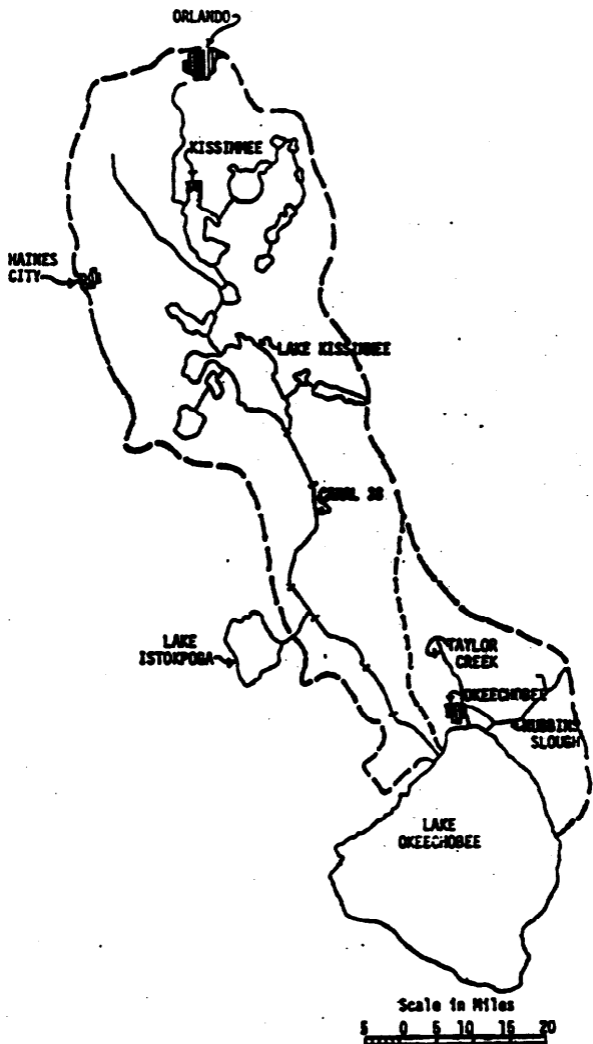 ORLANDO
KISSIMMEE
HAINES
CITY
LAKE KISSIMMEE
CANAL 38
LAKE
ISTOKPOGA
TAYLOR
CREEK
OKEECHOBEE
NUBBINS
SLOUGH
LAKE
OKEECHOBEE
Scale in Miles
5 0 5 10 15 20